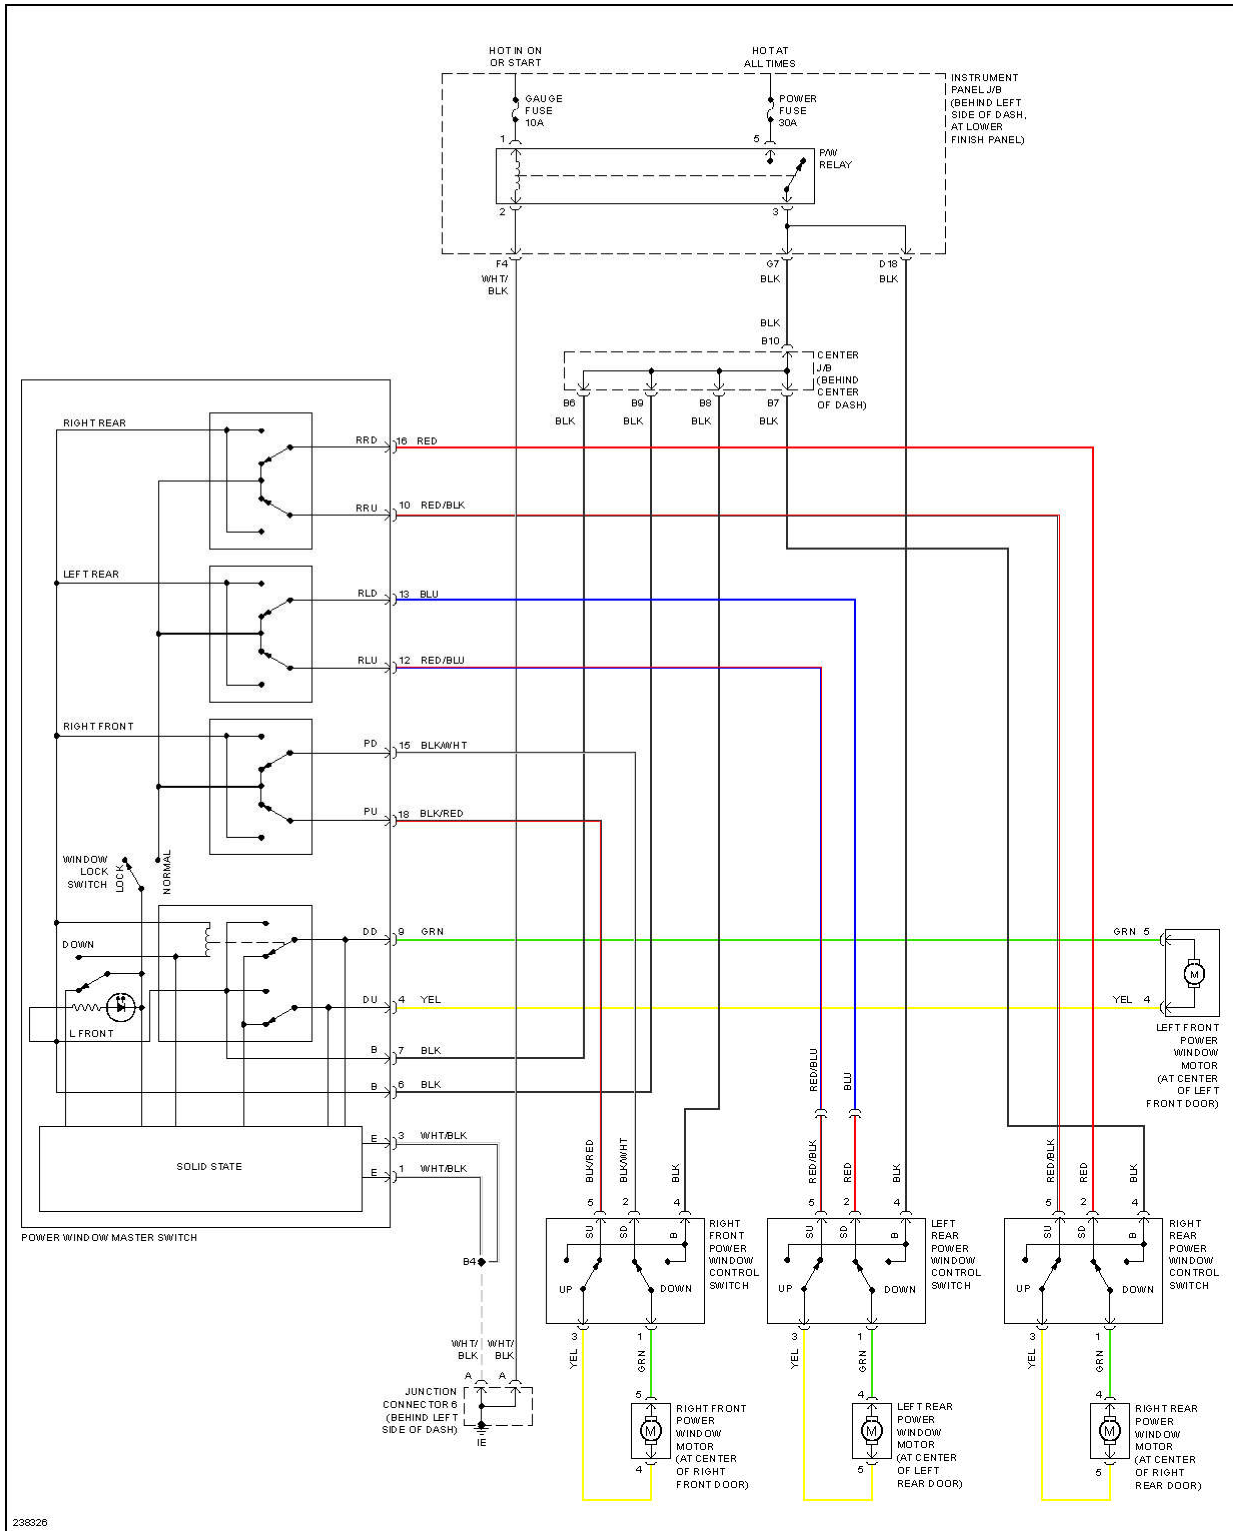 HOT IN ON
OR START
HOT AT
ALL TIMES
GAUGE
FUSE
10A
POWER
FUSE
30A
INSTRUMENT
PANEL J/B
(BEHIND LEFT
SIDE OF DASH,
AT LOWER
FINISH PANEL)
1
5
P/W
RELAY
2
3
F4
G7
D18
WHT/
BLK
BLK
BLK
BLK
B10
CENTER
J/B
(BEHIND
CENTER
OF DASH)
B6
B9
B8
B7
BLK
BLK
BLK
BLK
RIGHT REAR
RRD
16
RED
RRU
10
RED/BLK
LEFT REAR
RLD
13
BLU
RLU
12
RED/BLU
RIGHT FRONT
PD
15
BLK/WHT
PU
18
BLK/RED
WINDOW
LOCK
SWITCH
LOCK
NORMAL
DOWN
DD
9
GRN
GRN
5
M
DU
4
YEL
YEL
4
L FRONT
LEFT FRONT
POWER
WINDOW
MOTOR
(AT CENTER
OF LEFT
FRONT DOOR)
B
7
BLK
B
6
BLK
E
3
WHT/BLK
E
1
WHT/BLK
SOLID STATE
POWER WINDOW MASTER SWITCH
RED/BLU
BLU
BLK/RED
BLK/WHT
BLK
RED/BLK
RED
BLK
RED/BLK
RED
BLK
5
2
4
5
2
4
5
2
4
SU
SD
B
SU
SD
B
SU
SD
B
RIGHT
FRONT
POWER
WINDOW
CONTROL
SWITCH
LEFT
REAR
POWER
WINDOW
CONTROL
SWITCH
RIGHT
REAR
POWER
WINDOW
CONTROL
SWITCH
UP
DOWN
UP
DOWN
UP
DOWN
B4
3
1
3
1
3
1
WHT/
BLK
WHT/
BLK
YEL
GRN
YEL
GRN
YEL
GRN
A
A
JUNCTION
CONNECTOR 6
(BEHIND LEFT
SIDE OF DASH)
IE
5
M
4
RIGHT FRONT
POWER
WINDOW
MOTOR
(AT CENTER
OF RIGHT
FRONT DOOR)
4
M
5
LEFT REAR
POWER
WINDOW
MOTOR
(AT CENTER
OF LEFT
REAR DOOR)
4
M
5
RIGHT REAR
POWER
WINDOW
MOTOR
(AT CENTER
OF RIGHT
REAR DOOR)
238326